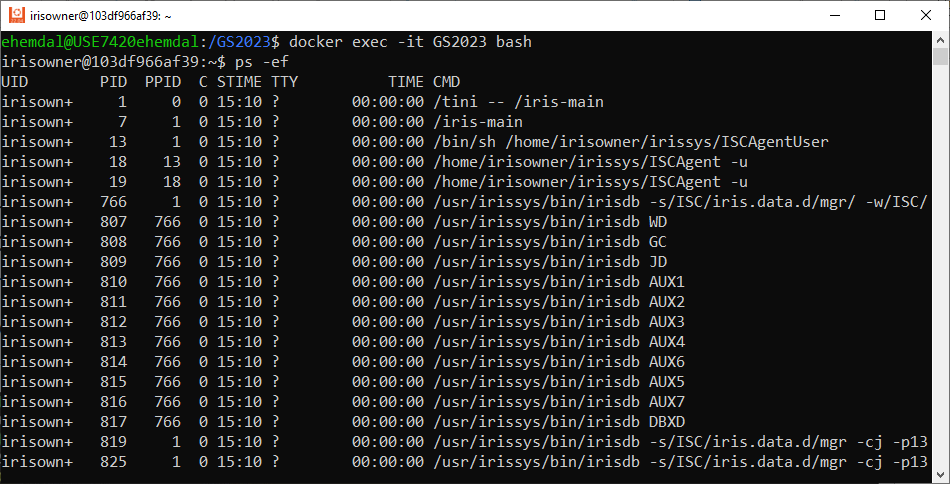 irisowner@103df966af39: ~
ehemdal@USE7420ehemdal:/GS2023$ docker exec -it GS2023 bash
irisowner@103df966af39:~$ ps -ef
UID        PID  PPID  C STIME TTY          TIME CMD
irisown+     1     0  0 15:10 ?        00:00:00 /tini -- /iris-main
irisown+     7     1  0 15:10 ?        00:00:00 /iris-main
irisown+    13     1  0 15:10 ?        00:00:00 /bin/sh /home/irisowner/irissys/ISCAgentUser
irisown+    18    13  0 15:10 ?        00:00:00 /home/irisowner/irissys/ISCAgent -u
irisown+    19    18  0 15:10 ?        00:00:00 /home/irisowner/irissys/ISCAgent -u
irisown+   766     1  0 15:10 ?        00:00:00 /usr/irissys/bin/irisdb -s/ISC/iris.data.d/mgr/ -w/ISC/
irisown+   807   766  0 15:10 ?        00:00:00 /usr/irissys/bin/irisdb WD
irisown+   808   766  0 15:10 ?        00:00:00 /usr/irissys/bin/irisdb GC
irisown+   809   766  0 15:10 ?        00:00:00 /usr/irissys/bin/irisdb JD
irisown+   810   766  0 15:10 ?        00:00:00 /usr/irissys/bin/irisdb AUX1
irisown+   811   766  0 15:10 ?        00:00:00 /usr/irissys/bin/irisdb AUX2
irisown+   812   766  0 15:10 ?        00:00:00 /usr/irissys/bin/irisdb AUX3
irisown+   813   766  0 15:10 ?        00:00:00 /usr/irissys/bin/irisdb AUX4
irisown+   814   766  0 15:10 ?        00:00:00 /usr/irissys/bin/irisdb AUX6
irisown+   815   766  0 15:10 ?        00:00:00 /usr/irissys/bin/irisdb AUX5
irisown+   816   766  0 15:10 ?        00:00:00 /usr/irissys/bin/irisdb AUX7
irisown+   817   766  0 15:10 ?        00:00:00 /usr/irissys/bin/irisdb DBXD
irisown+   819     1  0 15:10 ?        00:00:00 /usr/irissys/bin/irisdb -s/ISC/iris.data.d/mgr -cj -p13
irisown+   825     1  0 15:10 ?        00:00:00 /usr/irissys/bin/irisdb -s/ISC/iris.data.d/mgr -cj -p13